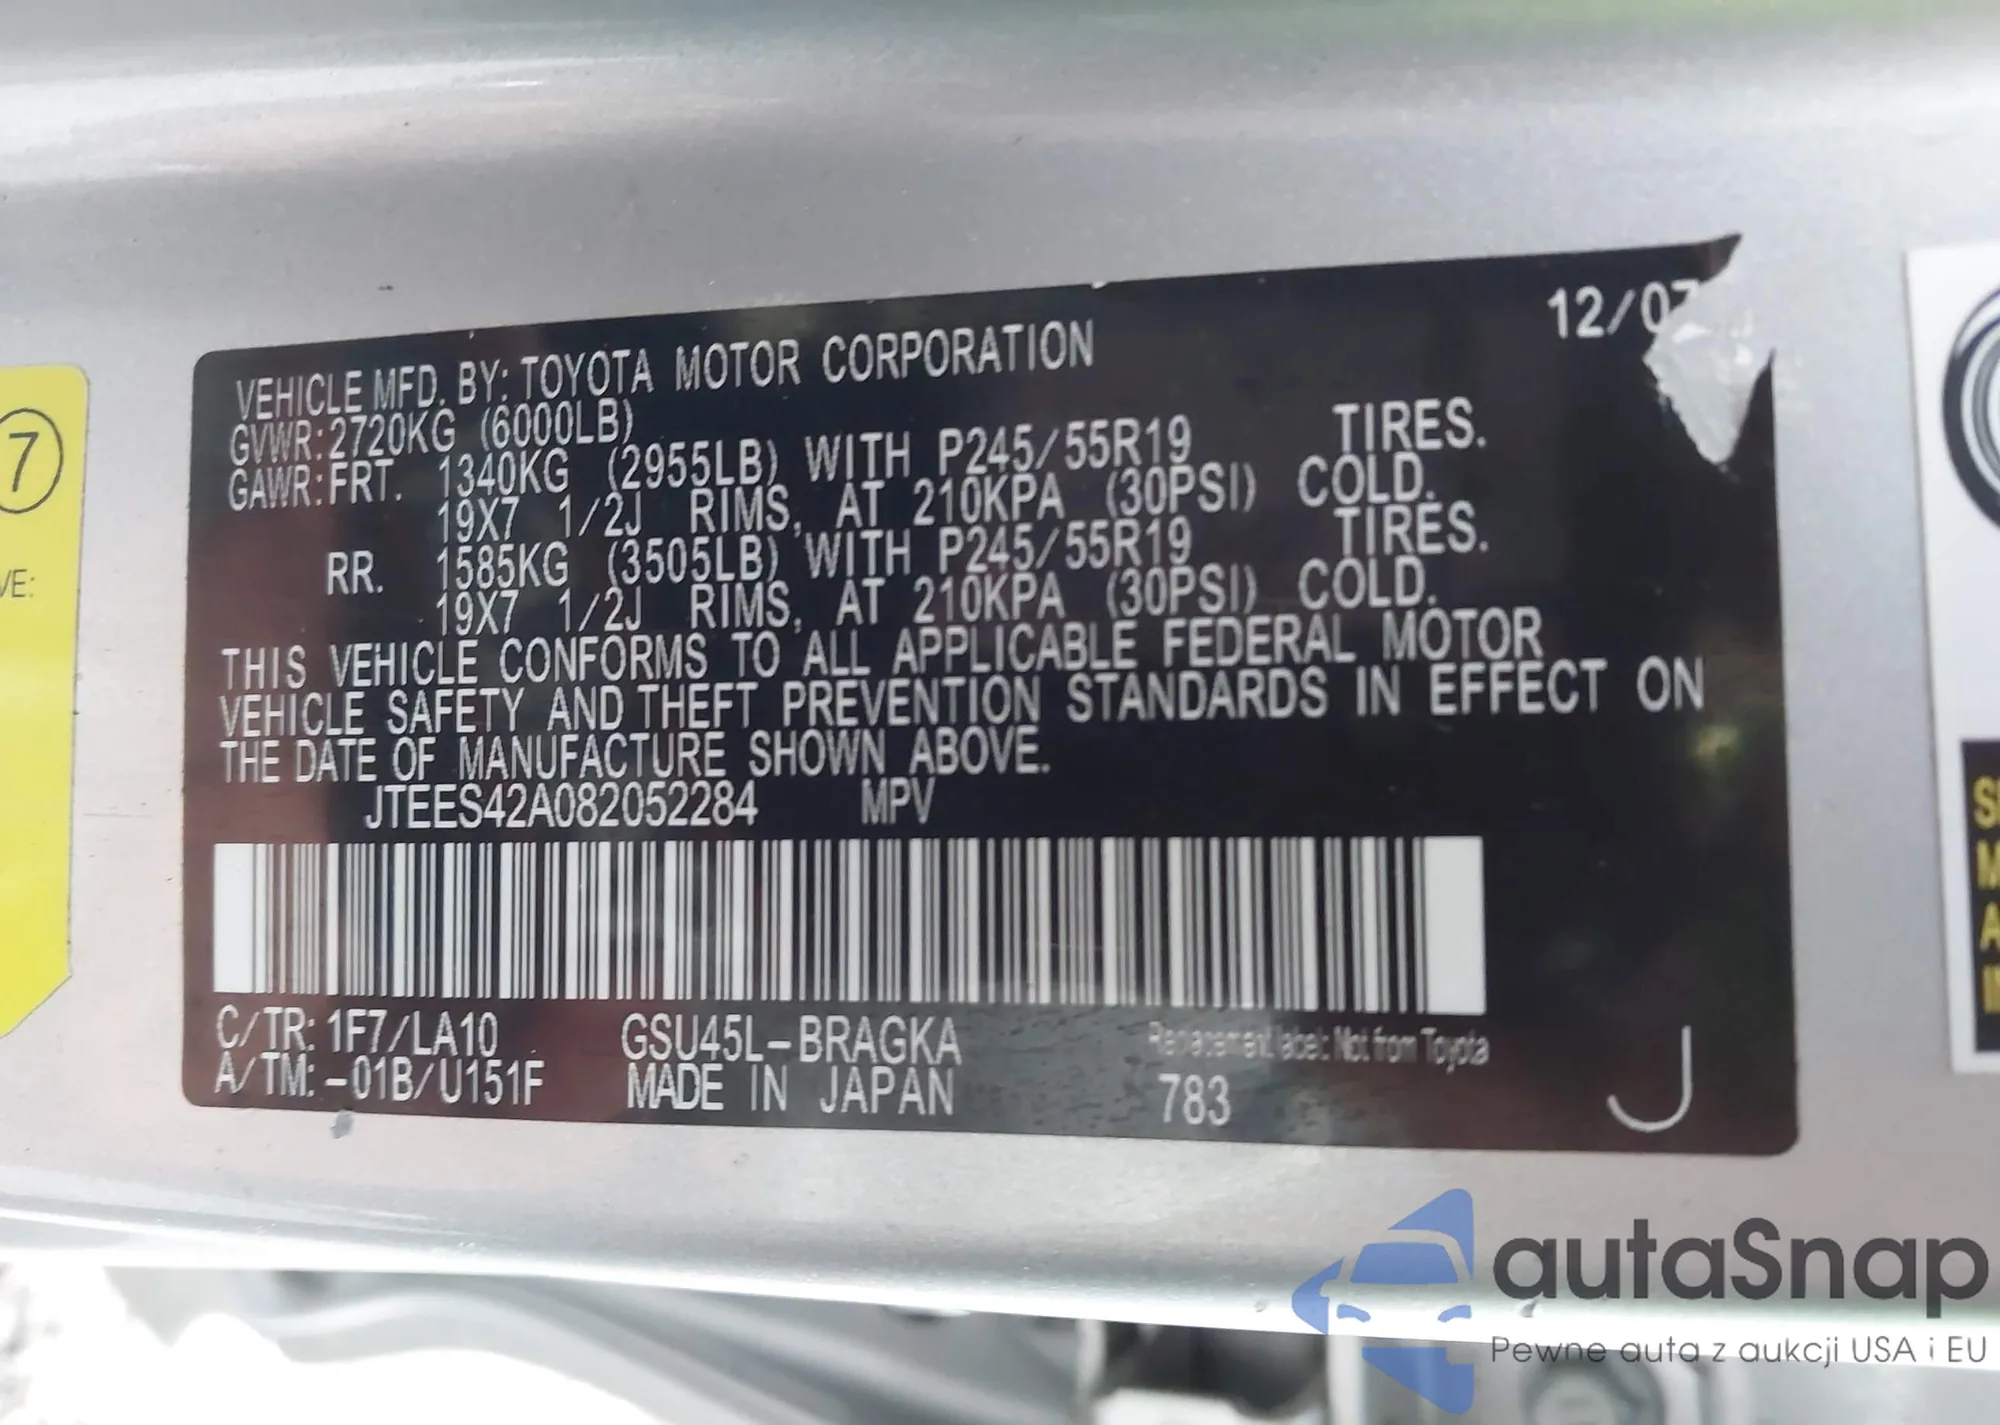 12/07
VEHICLE MFD. BY: TOYOTA MOTOR CORPORATION
GVWR: 2720KG (6000LB)
GAWR: FRT. 1340KG (2955LB) WITH P245/55R19 TIRES.
19X7 1/2J RIMS, AT 210KPA (30PSI) COLD.
RR. 1585KG (3505LB) WITH P245/55R19 TIRES.
19X7 1/2J RIMS, AT 210KPA (30PSI) COLD.
THIS VEHICLE CONFORMS TO ALL APPLICABLE FEDERAL MOTOR
VEHICLE SAFETY AND THEFT PREVENTION STANDARDS IN EFFECT ON
THE DATE OF MANUFACTURE SHOWN ABOVE.
JTEES42A082052284 MPV
C/TR: 1F7/LA10 GSU45L-BRAGKA Replacement label: Not from Toyota
A/TM: -01B/U151F MADE IN JAPAN 783 J
7
VE:
autaSnap
Pewne auta z aukcji USA i EU